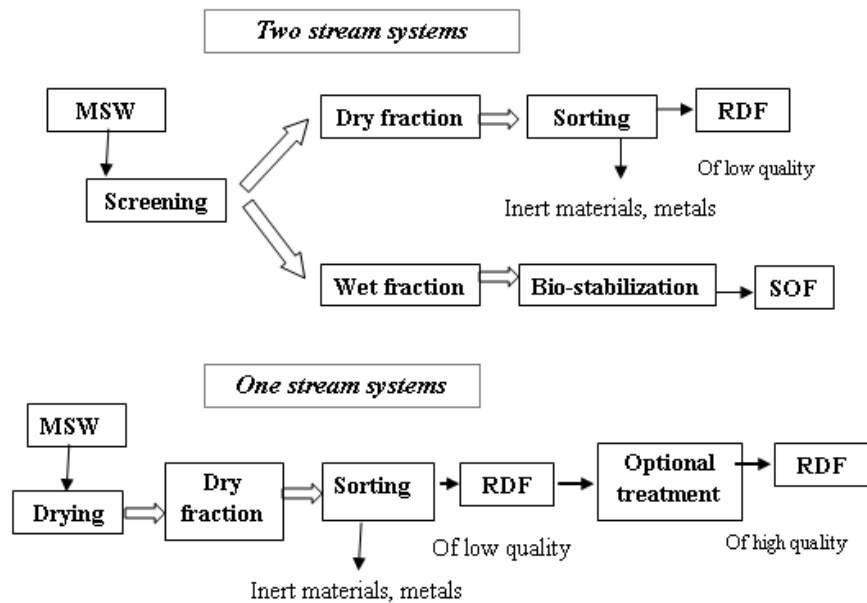 Two stream systems
MSW
Dry fraction
Sorting
RDF
Of low quality
Screening
Inert materials, metals
Wet fraction
Bio-stabilization
SOF
One stream systems
MSW
Drying
Dry
fraction
Sorting
RDF
Optional
treatment
RDF
Of low quality
Of high quality
Inert materials, metals